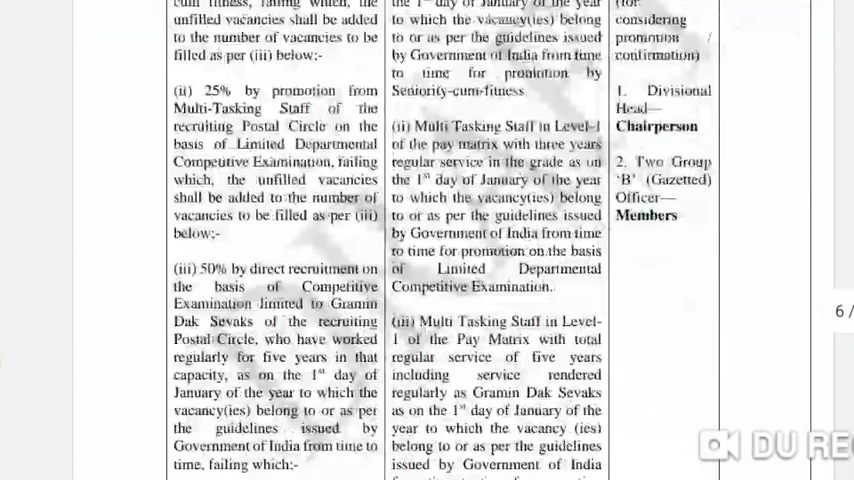 cum fitness, failing which, the
unfilled vacancies shall be added
to the number of vacancies to be
filled as per (iii) below;-
(ii) 25% by promotion from
Multi-Tasking Staff of the
recruiting Postal Circle on the
basis of Limited Departmental
Competitive Examination, failing
which, the unfilled vacancies
shall be added to the number of
vacancies to be filled as per (iii)
below;-
(iii) 50% by direct recruitment on
the basis of Competitive
Examination limited to Gramin
Dak Sevaks of the recruiting
Postal Circle, who have worked
regularly for five years in that
capacity, as on the 1st day of
January of the year to which the
vacancy(ies) belong to or as per
the guidelines issued by
Government of India from time to
time, failing which;-
the 1st day of January of the year
to which the vacancy(ies) belong
to or as per the guidelines issued
by Government of India from time
to time for promotion by
Seniority-cum-fitness.
(ii) Multi Tasking Staff in Level-1
of the pay matrix with three years
regular service in the grade as on
the 1st day of January of the year
to which the vacancy(ies) belong
to or as per the guidelines issued
by Government of India from time
to time for promotion on the basis
of Limited Departmental
Competitive Examination.
(iii) Multi Tasking Staff in Level-
1 of the Pay Matrix with total
regular service of five years
including service rendered
regularly as Gramin Dak Sevaks
as on the 1st day of January of the
year to which the vacancy (ies)
belong to or as per the guidelines
issued by Government of India
(for
considering
promotion /
confirmation)
1. Divisional
Head—
Chairperson
2. Two Group
'B' (Gazetted)
Officer—
Members
6 /
DU REC